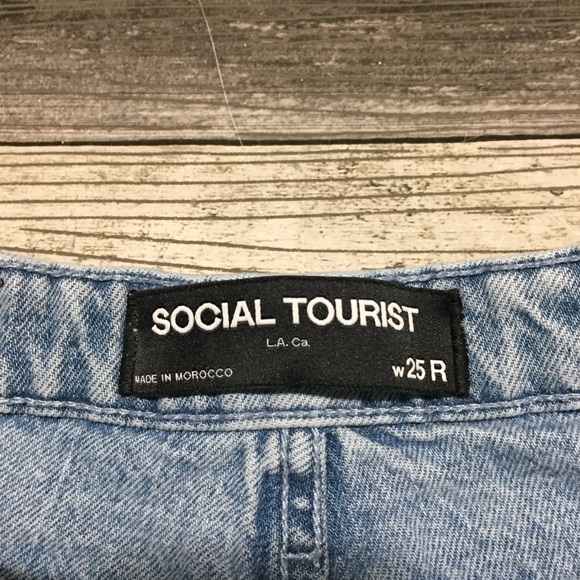 SOCIAL TOURIST
L.A. Ca.
MADE IN MOROCCO
W25 R